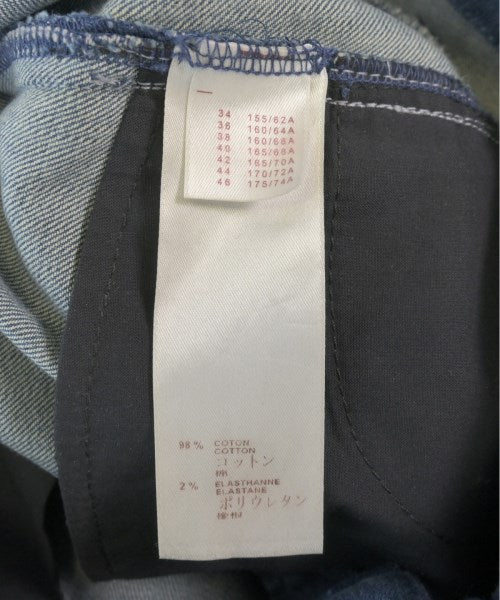 34 155/62A
36 160/64A
38 160/66A
40 165/68A
42 165/70A
44 170/72A
46 175/74A
98 % COTON
COTTON
コットン
棉
2 % ELASTHANNE
ELASTANE
ポリウレタン